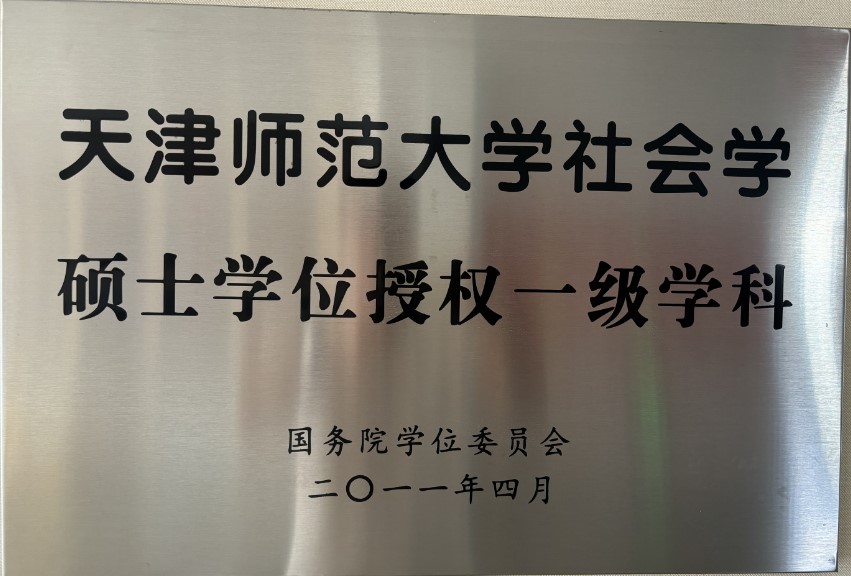 天津师范大学社会学
硕士学位授权一级学科
国务院学位委员会
二〇一一年四月